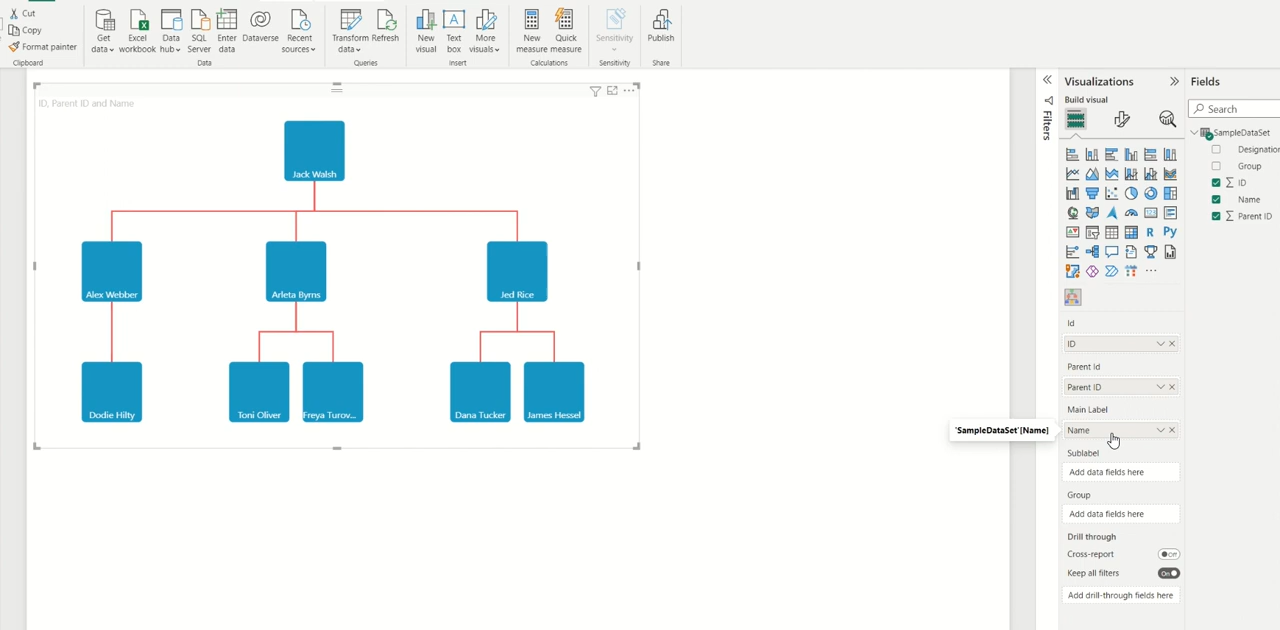 Cut
Copy
Format painter
Clipboard
Get data
Excel workbook
Data hub
SQL Server
Enter data
Dataverse
Recent sources
Data
Transform data
Refresh
Queries
New visual
Text box
More visuals
Insert
New measure
Quick measure
Calculations
Sensitivity
Sensitivity
Publish
Share
ID, Parent ID and Name
Jack Walsh
Alex Webber
Arleta Byrns
Jed Rice
Dodie Hilty
Toni Oliver
Freya Turov...
Dana Tucker
James Hessel
Filters
Visualizations
Build visual
R
Py
Id
ID
Parent Id
Parent ID
Main Label
Name
'SampleDataSet'[Name]
Sublabel
Add data fields here
Group
Add data fields here
Drill through
Cross-report
Off
Keep all filters
On
Add drill-through fields here
Fields
Search
SampleDataSet
Designation
Group
ID
Name
Parent ID